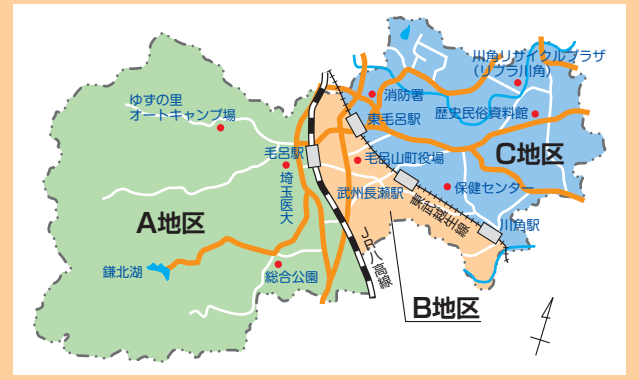 川角リサイクルプラザ
(リプラ川角)
消防署
ゆずの里
オートキャンプ場
歴史民俗資料館
東毛呂駅
毛呂駅
毛呂山町役場
C地区
埼玉医大
武州長瀬駅
保健センター
東武越生線
A地区
川角駅
JR八高線
鎌北湖
総合公園
B地区